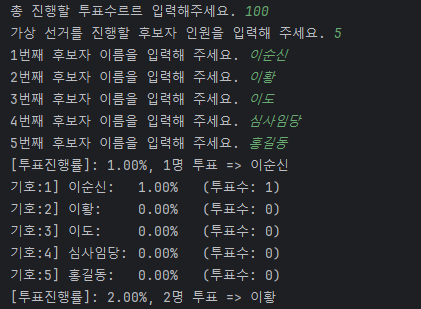 총 진행할 투표수르르 입력해주세요. 100
가상 선거를 진행할 후보자 인원을 입력해 주세요. 5
1번째 후보자 이름을 입력해 주세요. 이순신
2번째 후보자 이름을 입력해 주세요. 이황
3번째 후보자 이름을 입력해 주세요. 이도
4번째 후보자 이름을 입력해 주세요. 심사임당
5번째 후보자 이름을 입력해 주세요. 홍길동
[투표진행률]: 1.00%, 1명 투표 => 이순신
기호:1] 이순신: 1.00% (투표수: 1)
기호:2] 이황: 0.00% (투표수: 0)
기호:3] 이도: 0.00% (투표수: 0)
기호:4] 심사임당: 0.00% (투표수: 0)
기호:5] 홍길동: 0.00% (투표수: 0)
[투표진행률]: 2.00%, 2명 투표 => 이황